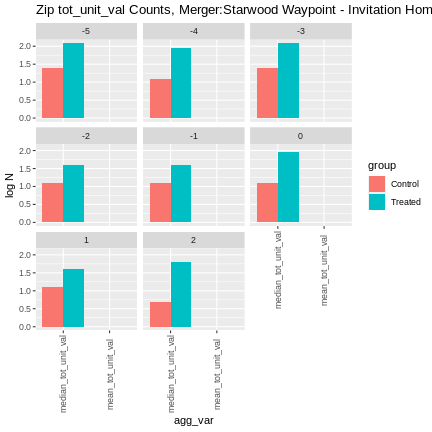 Zip tot_unit_val Counts, Merger:Starwood Waypoint - Invitation Hom
-5
-4
-3
2.0
1.5
1.0
0.5
0.0
-2
-1
0
2.0
1.5
1.0
0.5
0.0
1
2
2.0
1.5
1.0
0.5
0.0
log N
median_tot_unit_val
mean_tot_unit_val
median_tot_unit_val
mean_tot_unit_val
median_tot_unit_val
mean_tot_unit_val
agg_var
group
Control
Treated